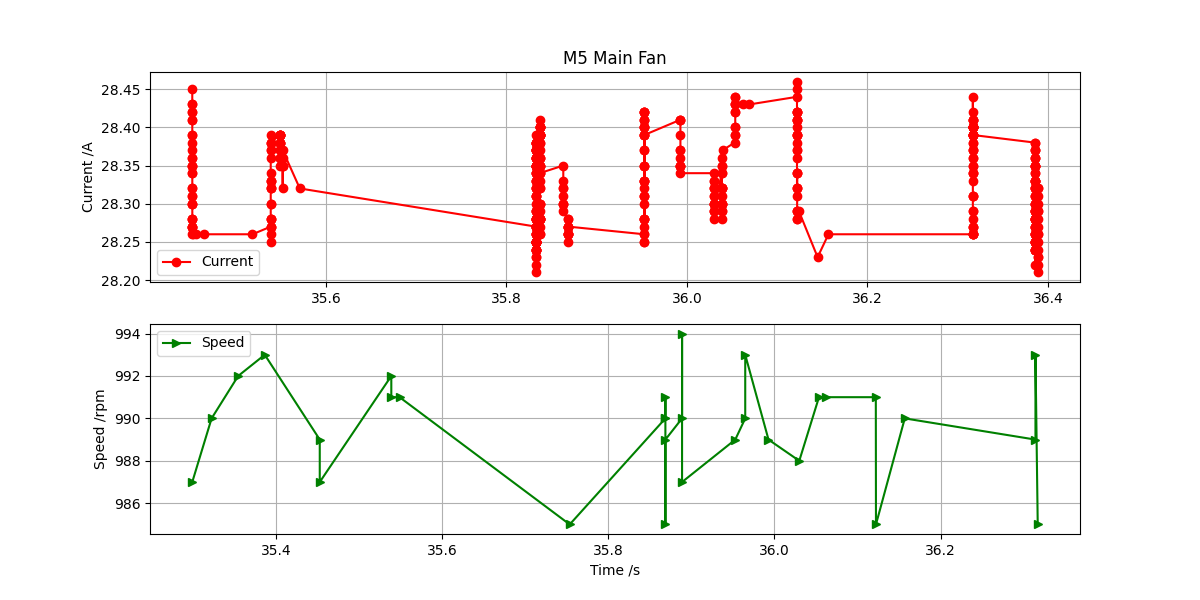 M5 Main Fan
Current /A
28.45
28.40
28.35
28.30
28.25
28.20
Current
35.6 35.8 36.0 36.2 36.4
Speed /rpm
994
992
990
988
986
Speed
35.4 35.6 35.8 36.0 36.2
Time /s